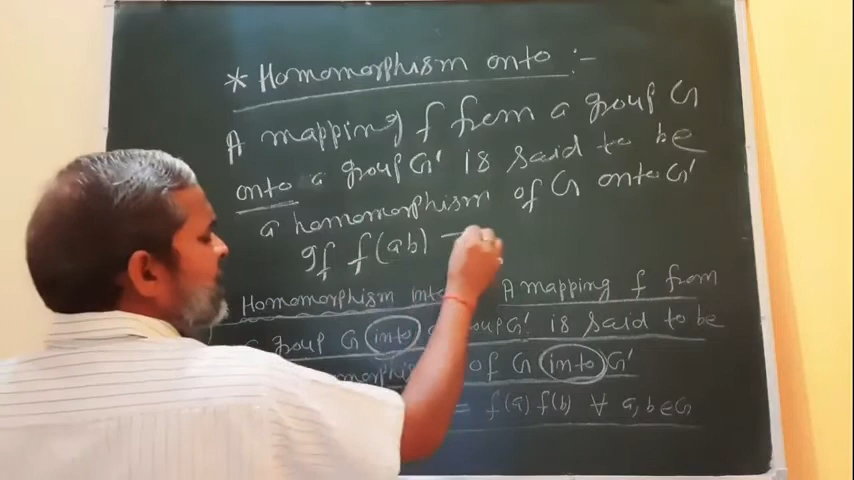 * Homomorphism onto :-
A mapping f from a group G
onto a group G' is said to be
a homomorphism of G onto G'
If f(ab)
Homomorphism into A mapping f from
group G into group G' is said to be
of G into G'
= f(a) f(b) ∀ a, b ∈ G